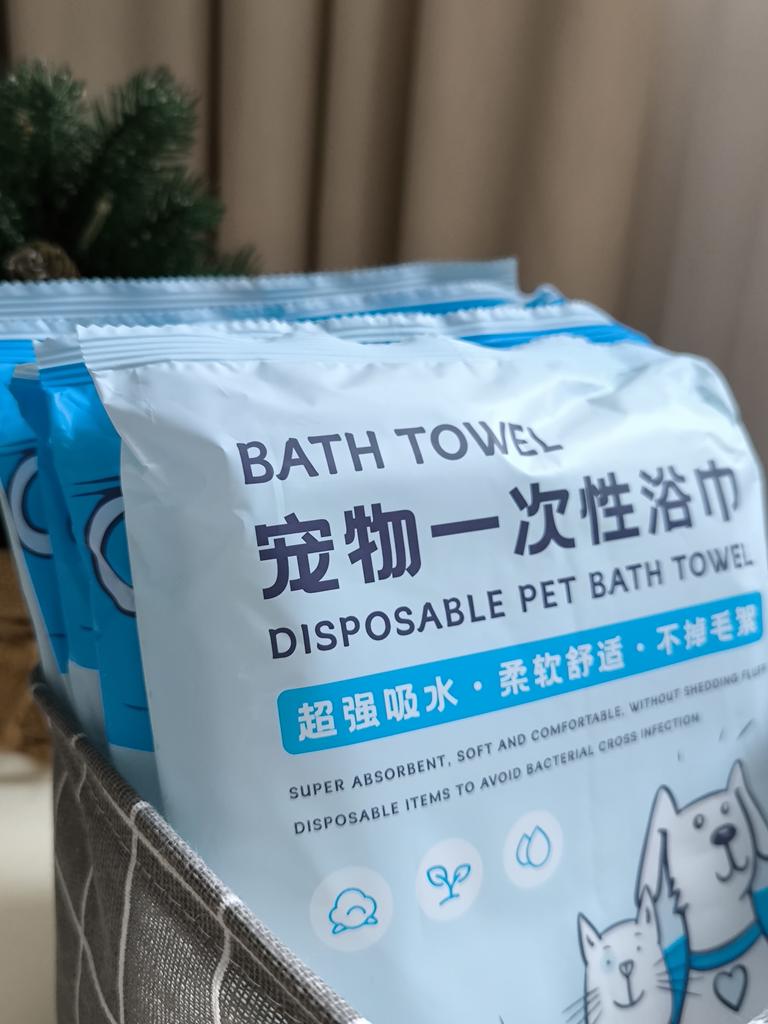 BATH TOWEL
宠物一次性浴巾
DISPOSABLE PET BATH TOWEL
超强吸水·柔软舒适·不掉毛絮
SUPER ABSORBENT, SOFT AND COMFORTABLE, WITHOUT SHEDDING FLUFF
DISPOSABLE ITEMS TO AVOID BACTERIAL CROSS INFECTION